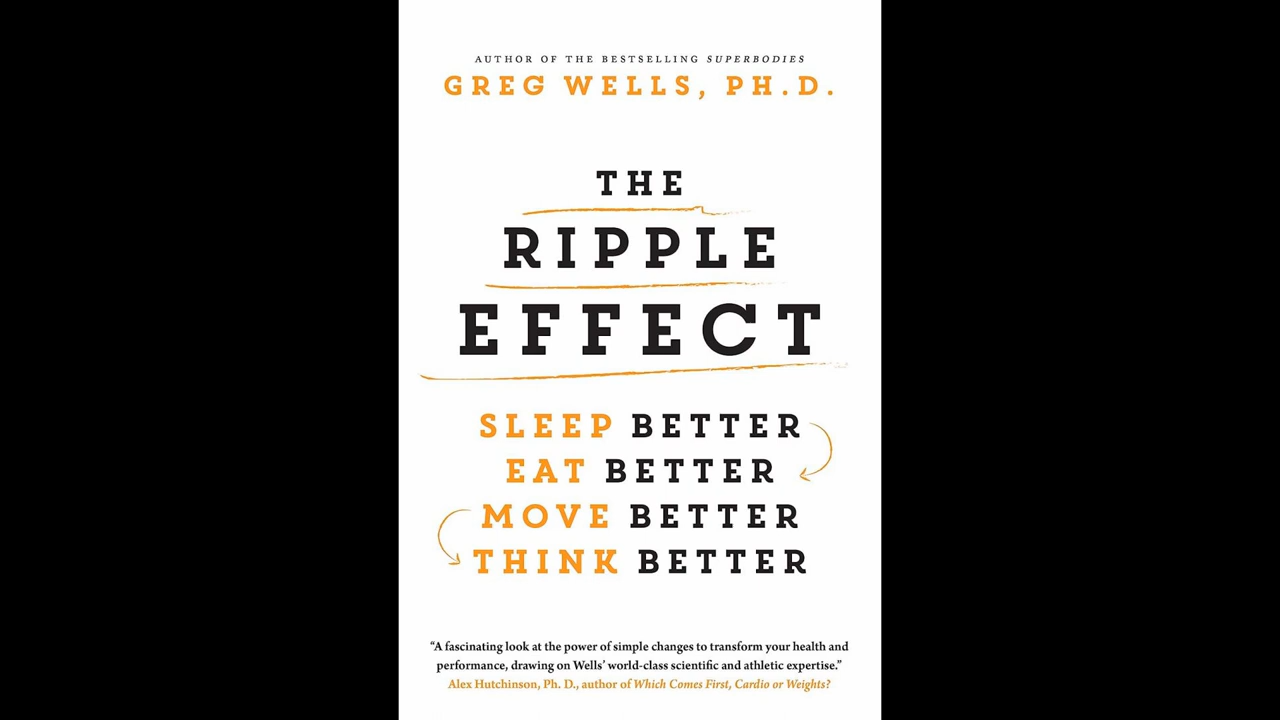 AUTHOR OF THE BESTSELLING SUPERBODIES
GREG WELLS, PH.D.
THE
RIPPLE
EFFECT
SLEEP BETTER
EAT BETTER
MOVE BETTER
THINK BETTER
“A fascinating look at the power of simple changes to transform your health and
performance, drawing on Wells’ world-class scientific and athletic expertise.”
Alex Hutchinson, Ph. D., author of Which Comes First, Cardio or Weights?